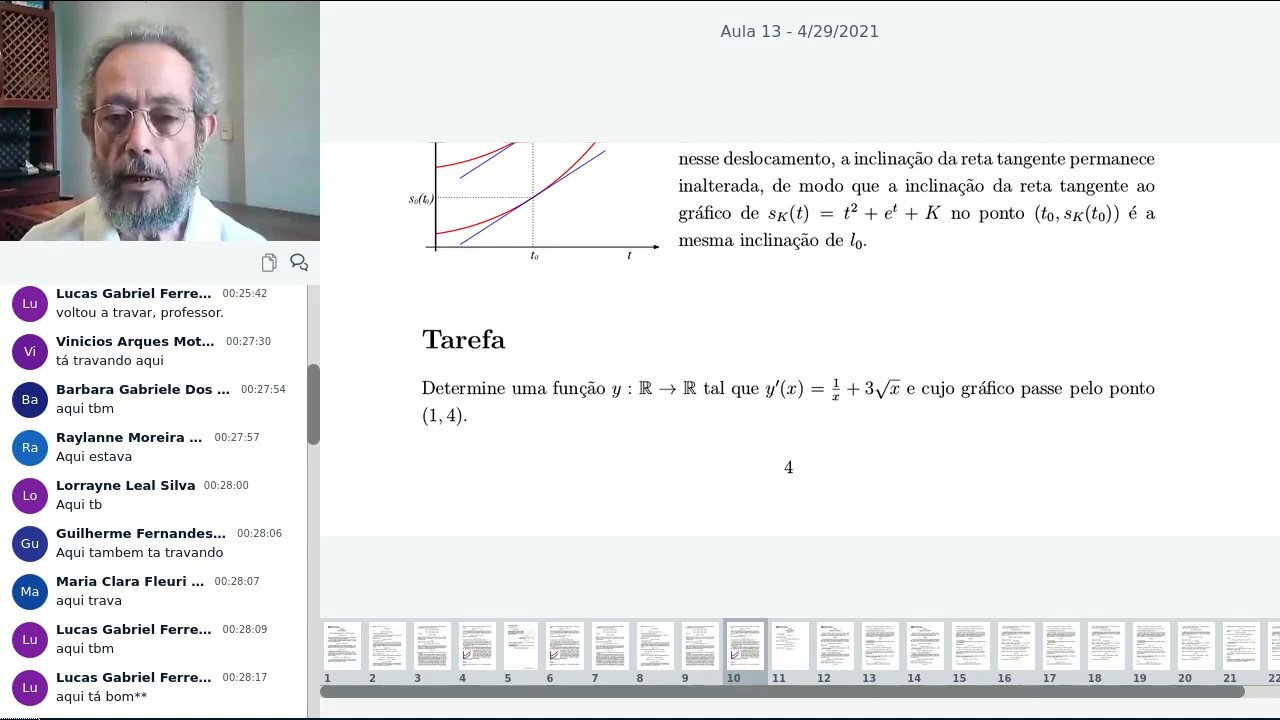 Aula 13 - 4/29/2021
nesse deslocamento, a inclinação da reta tangente permanece
inalterada, de modo que a inclinação da reta tangente ao
gráfico de s_K(t) = t² + eᵗ + K no ponto (t₀, s_K(t₀)) é a
mesma inclinação de l₀.
s₀(t₀)
t₀
t
Tarefa
Determine uma função y : ℝ → ℝ tal que y′(x) = 1/x + 3√x e cujo gráfico passe pelo ponto
(1, 4).
4
Lu
Lucas Gabriel Ferre... 00:25:42
voltou a travar, professor.
Vi
Vinicios Arques Mot... 00:27:30
tá travando aqui
Ba
Barbara Gabriele Dos ... 00:27:54
aqui tbm
Ra
Raylanne Moreira ... 00:27:57
Aqui estava
Lo
Lorrayne Leal Silva 00:28:00
Aqui tb
Gu
Guilherme Fernandes... 00:28:06
Aqui tambem ta travando
Ma
Maria Clara Fleuri ... 00:28:07
aqui trava
Lu
Lucas Gabriel Ferre... 00:28:09
aqui tbm
Lu
Lucas Gabriel Ferre... 00:28:17
aqui tá bom**
1 2 3 4 5 6 7 8 9 10 11 12 13 14 15 16 17 18 19 20 21 22